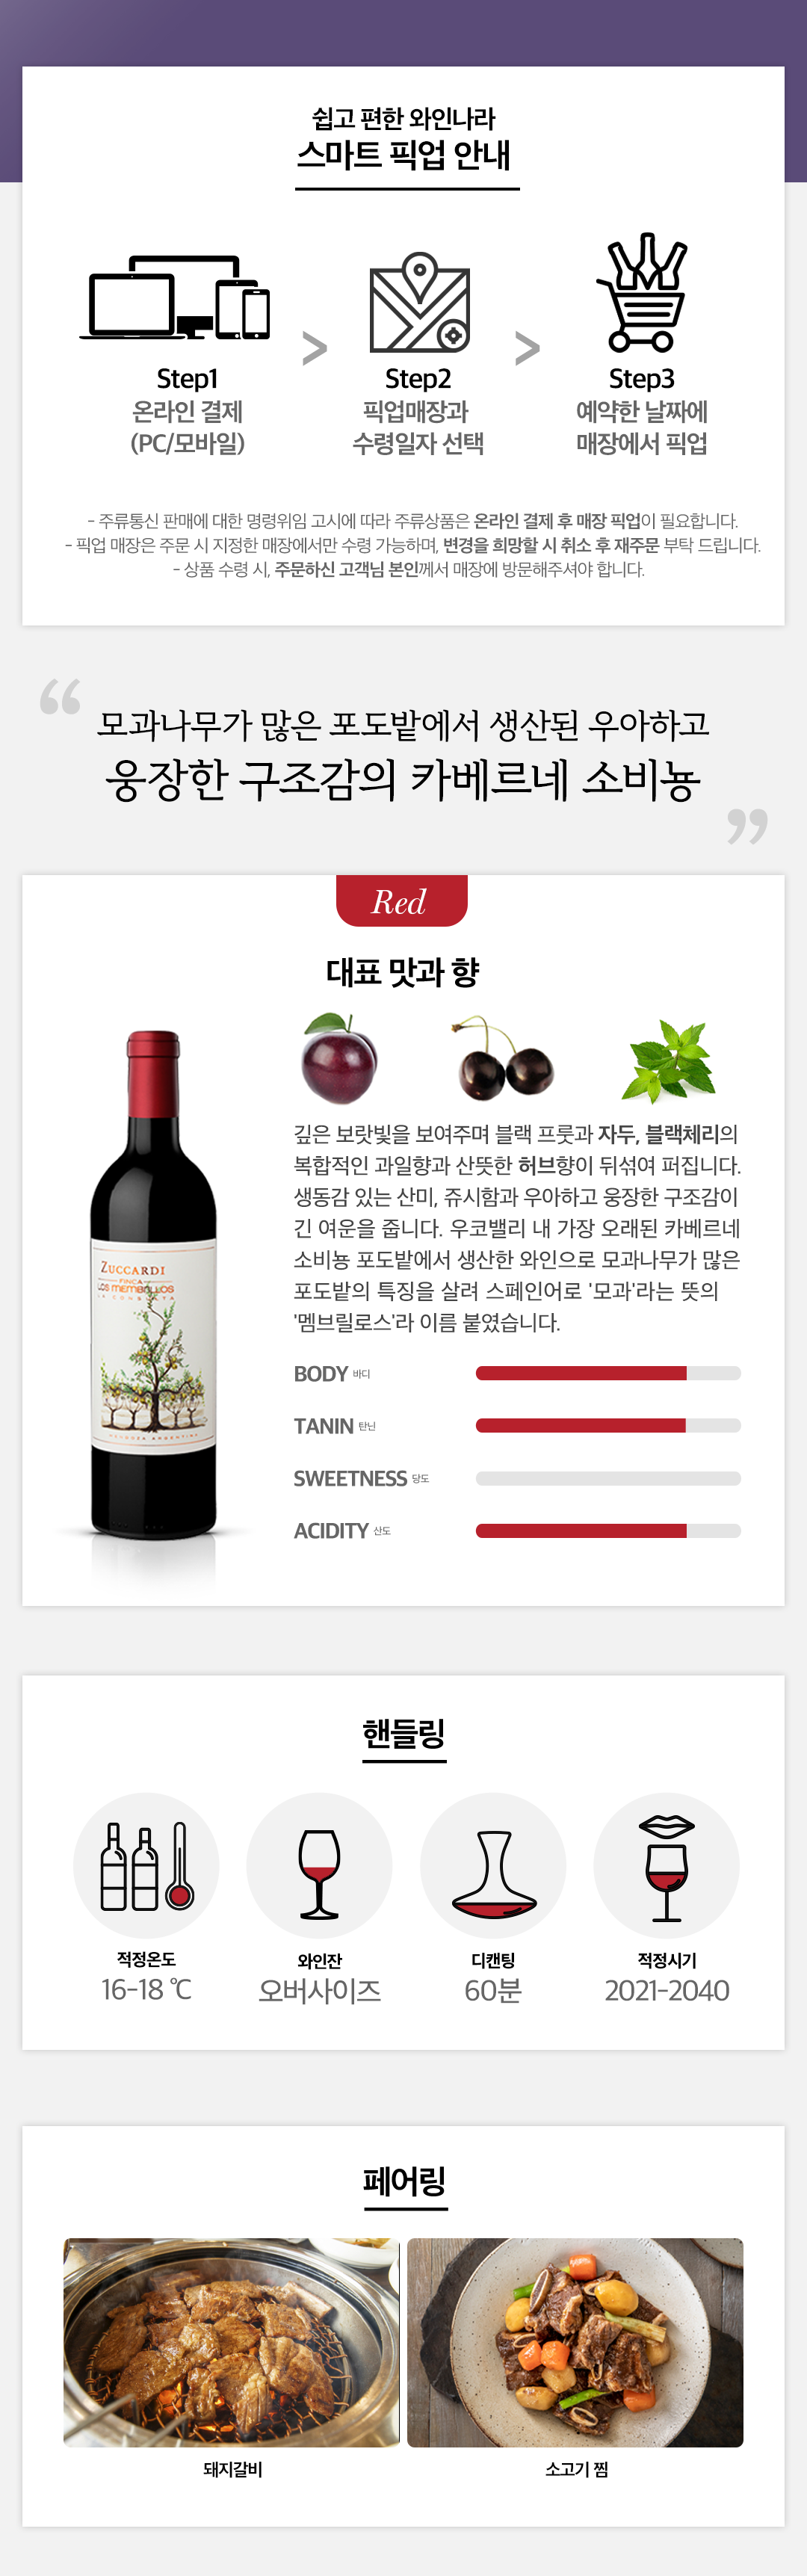 쉽고 편한 와인나라
스마트 픽업 안내
Step1
온라인 결제
(PC/모바일)
>
Step2
픽업매장과
수령일자 선택
>
Step3
예약한 날짜에
매장에서 픽업
- 주류통신 판매에 대한 명령위임 고시에 따라 주류상품은 온라인 결제 후 매장 픽업이 필요합니다.
- 픽업 매장은 주문 시 지정한 매장에서만 수령 가능하며, 변경을 희망할 시 취소 후 재주문 부탁 드립니다.
- 상품 수령 시, 주문하신 고객님 본인께서 매장에 방문해주셔야 합니다.
“ 모과나무가 많은 포도밭에서 생산된 우아하고
웅장한 구조감의 카베르네 소비뇽 ”
Red
대표 맛과 향
깊은 보랏빛을 보여주며 블랙 프룻과 자두, 블랙체리의
복합적인 과일향과 산뜻한 허브향이 뒤섞여 퍼집니다.
생동감 있는 산미, 쥬시함과 우아하고 웅장한 구조감이
긴 여운을 줍니다. 우코밸리 내 가장 오래된 카베르네
소비뇽 포도밭에서 생산한 와인으로 모과나무가 많은
포도밭의 특징을 살려 스페인어로 '모과'라는 뜻의
'멤브릴로스'라 이름 붙였습니다.
ZUCCARDI
FINCA
LOS MEMBRILLOS
LA CONSULTA
MENDOZA ARGENTINA
BODY 바디
TANIN 탄닌
SWEETNESS 당도
ACIDITY 산도
핸들링
적정온도
16-18 ℃
와인잔
오버사이즈
디캔팅
60분
적정시기
2021-2040
페어링
돼지갈비
소고기 찜